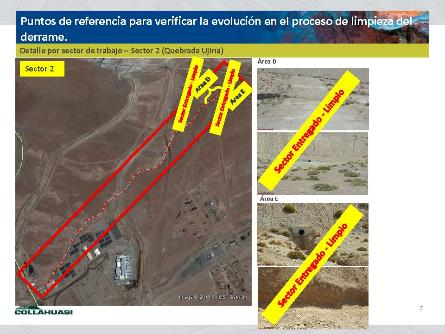 Puntos de referencia para verificar la evolución en el proceso de limpieza del
derrame.
Detalle por sector de trabajo – Sector 2 (Quebrada Ujina)
Sector 2
Sector Entregado - Limpio
Área D
Sector Entregado - Limpio
Área E
Área D
Sector Entregado - Limpio
Área E
Sector Entregado - Limpio
COLLAHUASI
7